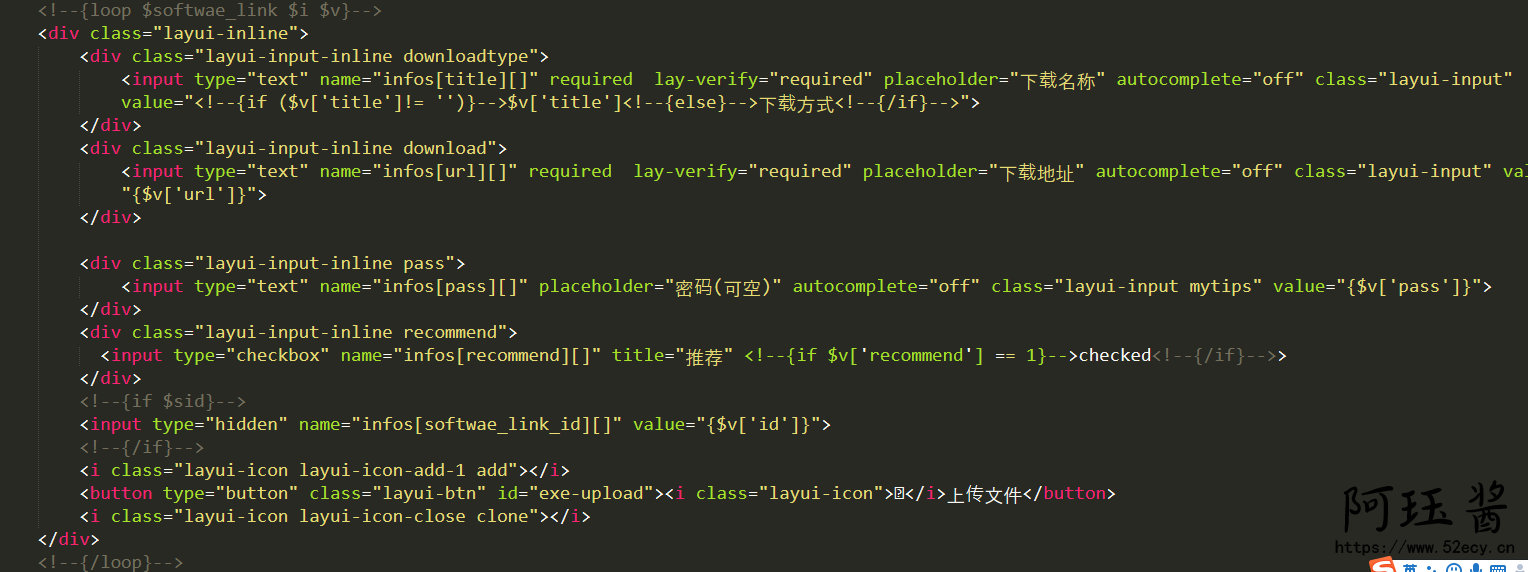 <!--{loop $softwae_link $i $v}-->
<div class="layui-inline">
<div class="layui-input-inline downloadtype">
<input type="text" name="infos[title][]" required  lay-verify="required" placeholder="下载名称" autocomplete="off" class="layui-input"
value="<!--{if ($v['title']!= '')}-->$v['title']<!--{else}-->下载方式<!--{/if}-->">
</div>
<div class="layui-input-inline download">
<input type="text" name="infos[url][]" required  lay-verify="required" placeholder="下载地址" autocomplete="off" class="layui-input" val
"{$v['url']}">
</div>
<div class="layui-input-inline pass">
<input type="text" name="infos[pass][]" placeholder="密码(可空)" autocomplete="off" class="layui-input mytips" value="{$v['pass']}">
</div>
<div class="layui-input-inline recommend">
<input type="checkbox" name="infos[recommend][]" title="推荐" <!--{if $v['recommend'] == 1}-->checked<!--{/if}-->>
</div>
<!--{if $sid}-->
<input type="hidden" name="infos[softwae_link_id][]" value="{$v['id']}">
<!--{/if}-->
<i class="layui-icon layui-icon-add-1 add"></i>
<button type="button" class="layui-btn" id="exe-upload"><i class="layui-icon"></i>上传文件</button>
<i class="layui-icon layui-icon-close clone"></i>
</div>
<!--{/loop}-->
阿珏酱
https://www.52ecy.cn
英